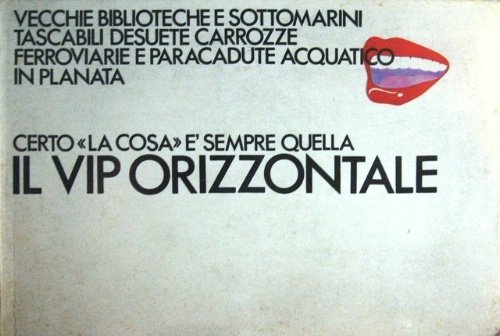 VECCHIE BIBLIOTECHE E SOTTOMARINI
TASCABILI DESUETE CARROZZE
FERROVIARIE E PARACADUTE ACQUATICO
IN PLANATA
CERTO «LA COSA» E' SEMPRE QUELLA
IL VIP ORIZZONTALE